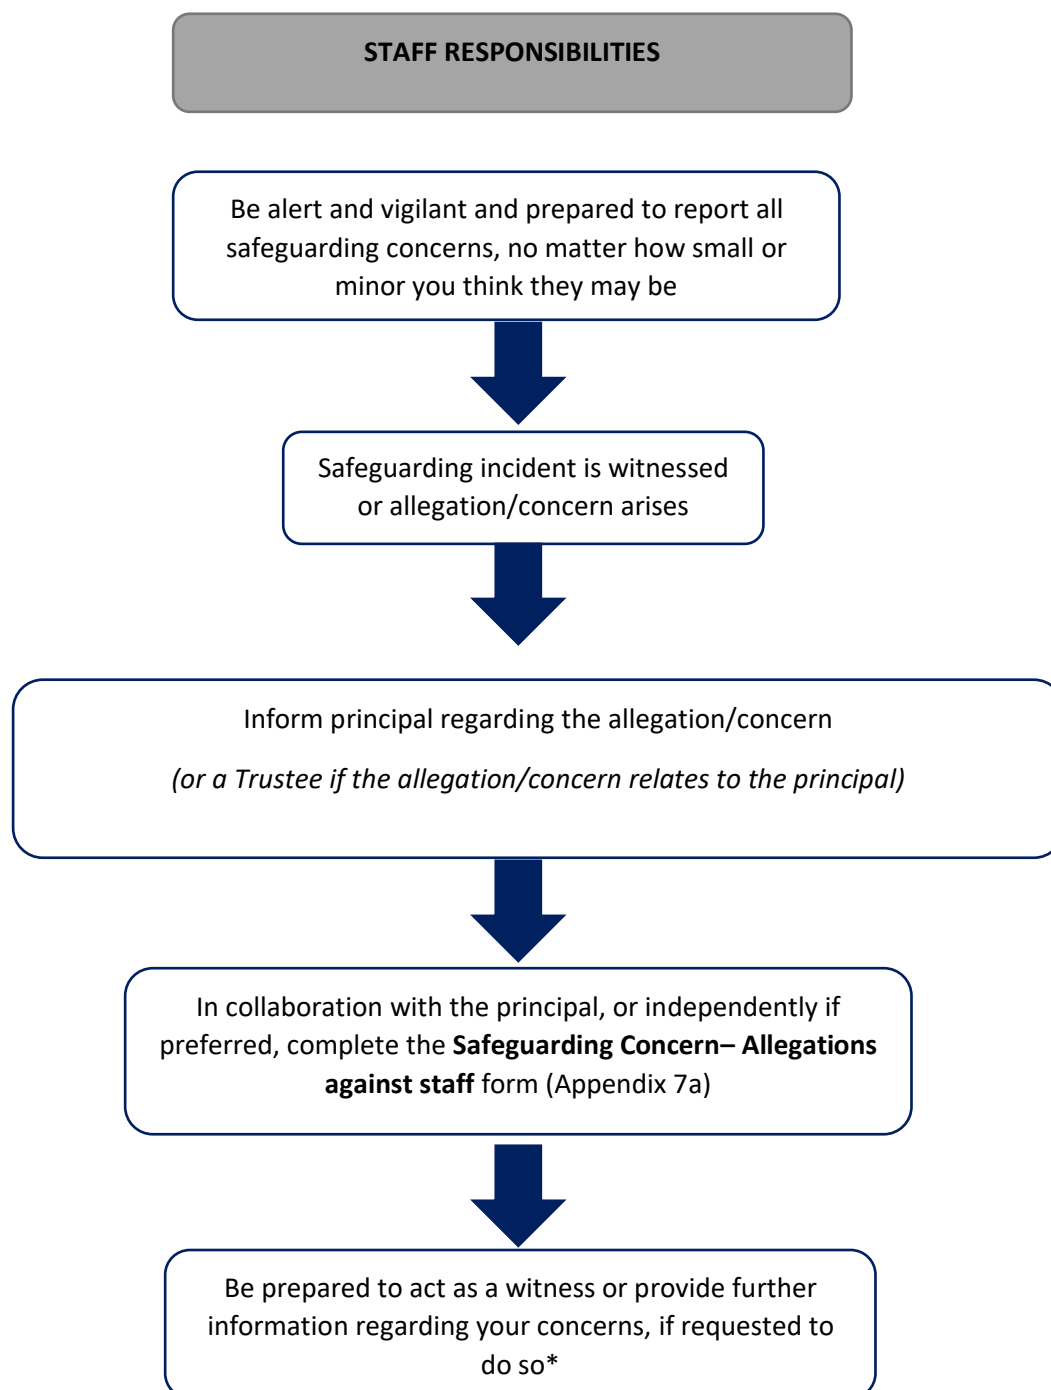 STAFF RESPONSIBILITIES
Be alert and vigilant and prepared to report all
safeguarding concerns, no matter how small or
minor you think they may be
Safeguarding incident is witnessed
or allegation/concern arises
Inform principal regarding the allegation/concern
(or a Trustee if the allegation/concern relates to the principal)
In collaboration with the principal, or independently if
preferred, complete the Safeguarding Concern– Allegations
against staff form (Appendix 7a)
Be prepared to act as a witness or provide further
information regarding your concerns, if requested to
do so*